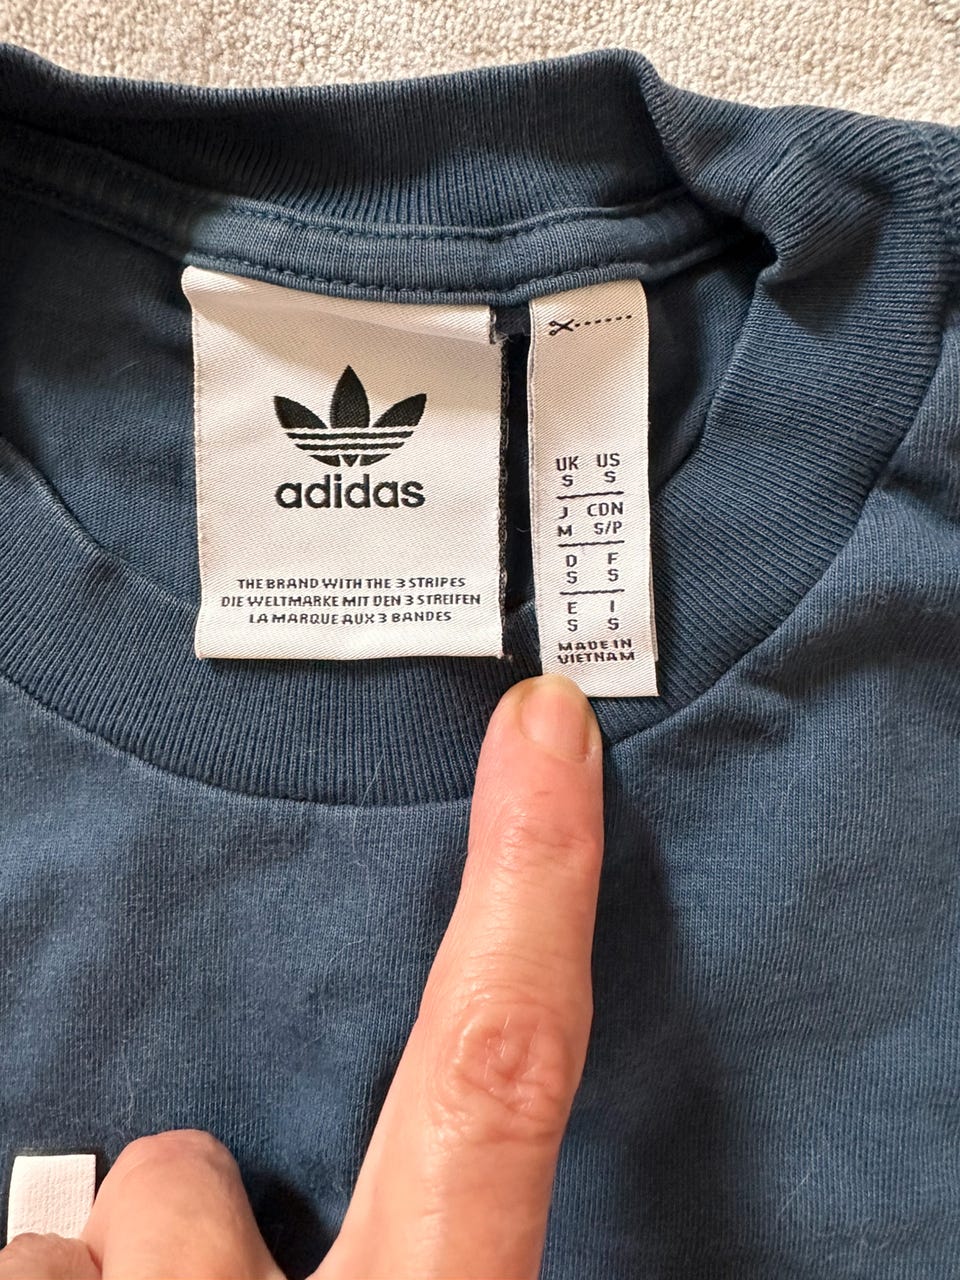 adidas
THE BRAND WITH THE 3 STRIPES
DIE WELTMARKE MIT DEN 3 STREIFEN
LA MARQUE AUX 3 BANDES
UK US
S S
J CDN
M S/P
D F
S S
E I
S S
MADE IN
VIETNAM